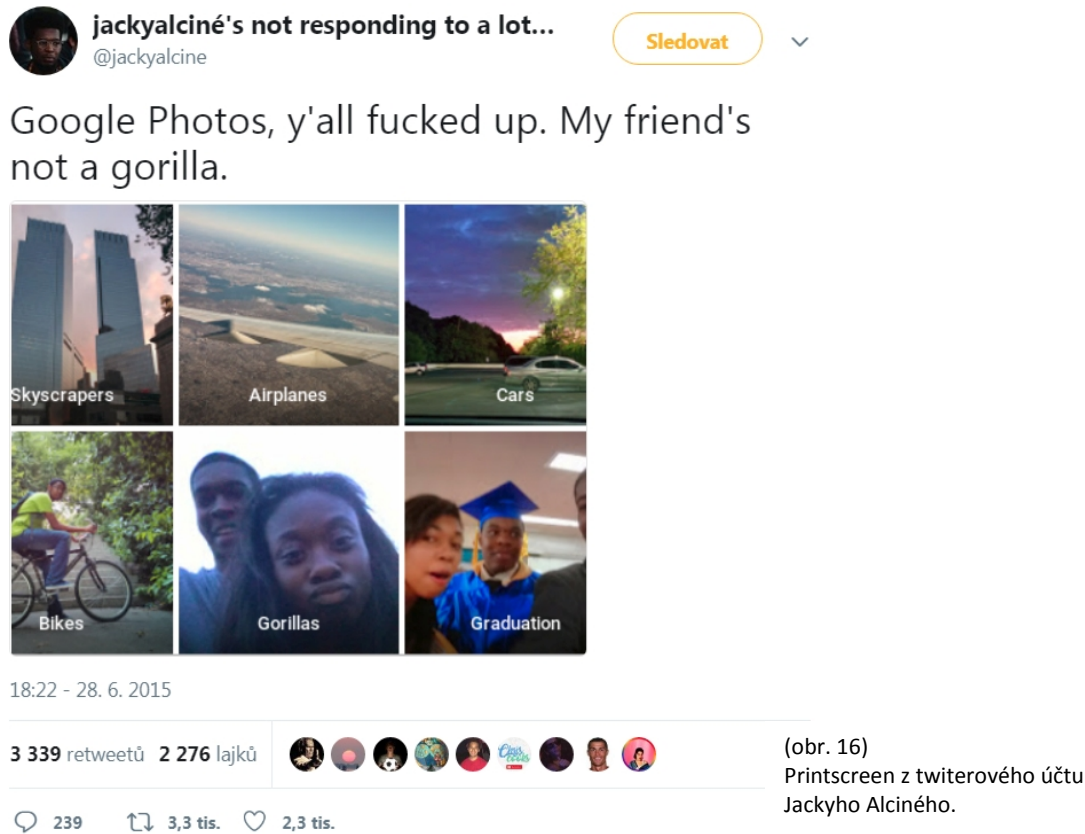 jackyalciné's not responding to a lot...
@jackyalcine
Sledovat
Google Photos, y'all fucked up. My friend's
not a gorilla.
Skyscrapers
Airplanes
Cars
Bikes
Gorillas
Graduation
18:22 - 28. 6. 2015
3 339 retweetů 2 276 lajků
239 3,3 tis. 2,3 tis.
(obr. 16)
Printscreen z twiterového účtu
Jackyho Alciného.